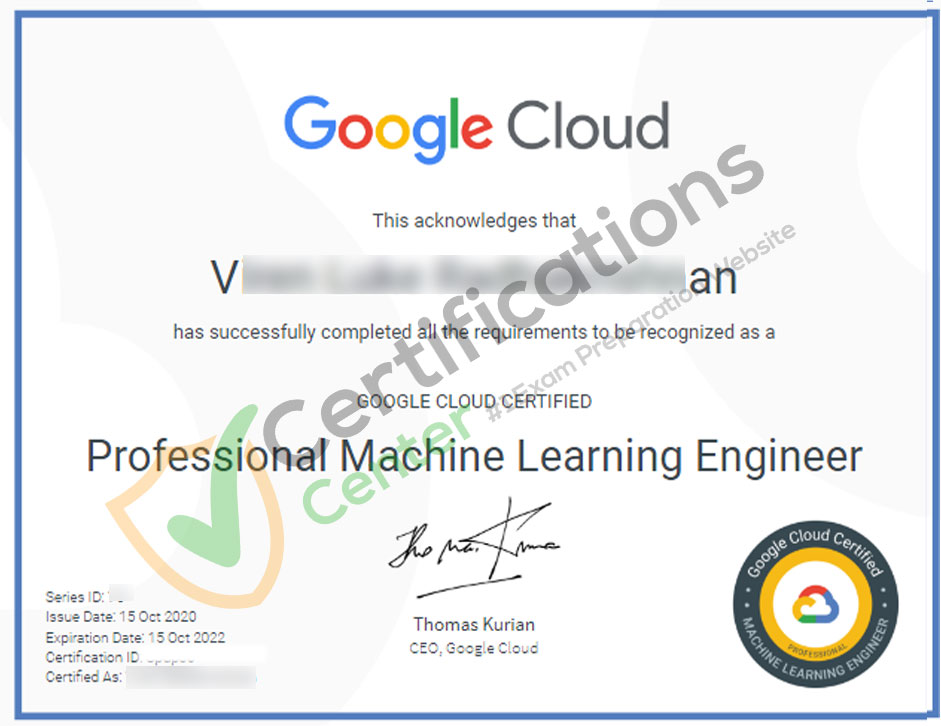 Google Cloud
This acknowledges that
V an
has successfully completed all the requirements to be recognized as a
GOOGLE CLOUD CERTIFIED
Professional Machine Learning Engineer
Certifications
Center #1 Exam Preparation Website
Thomas Kurian
CEO, Google Cloud
Series ID:
Issue Date: 15 Oct 2020
Expiration Date: 15 Oct 2022
Certification ID
Certified As:
Google Cloud Certified
PROFESSIONAL
MACHINE LEARNING ENGINEER